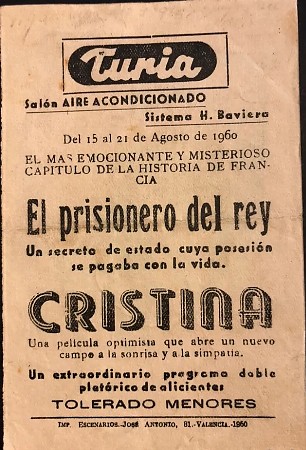 Turia
Salón AIRE ACONDICIONADO
Sistema H. Baviera
Del 15 al 21 de Agosto de 1960
EL MAS EMOCIONANTE Y MISTERIOSO
CAPITULO DE LA HISTORIA DE FRAN-
CIA
El prisionero del rey
Un secreto de estado cuya posesión
se pagaba con la vida.
CRISTINA
Una película optimista que abre un nuevo
campo a la sonrisa y a la simpatía.
Un extraordinario programa doble
pletórico de alicientes
TOLERADO MENORES
IMP. ESCENARIOS.-JOSÉ ANTONIO, 81.-VALENCIA.-1960